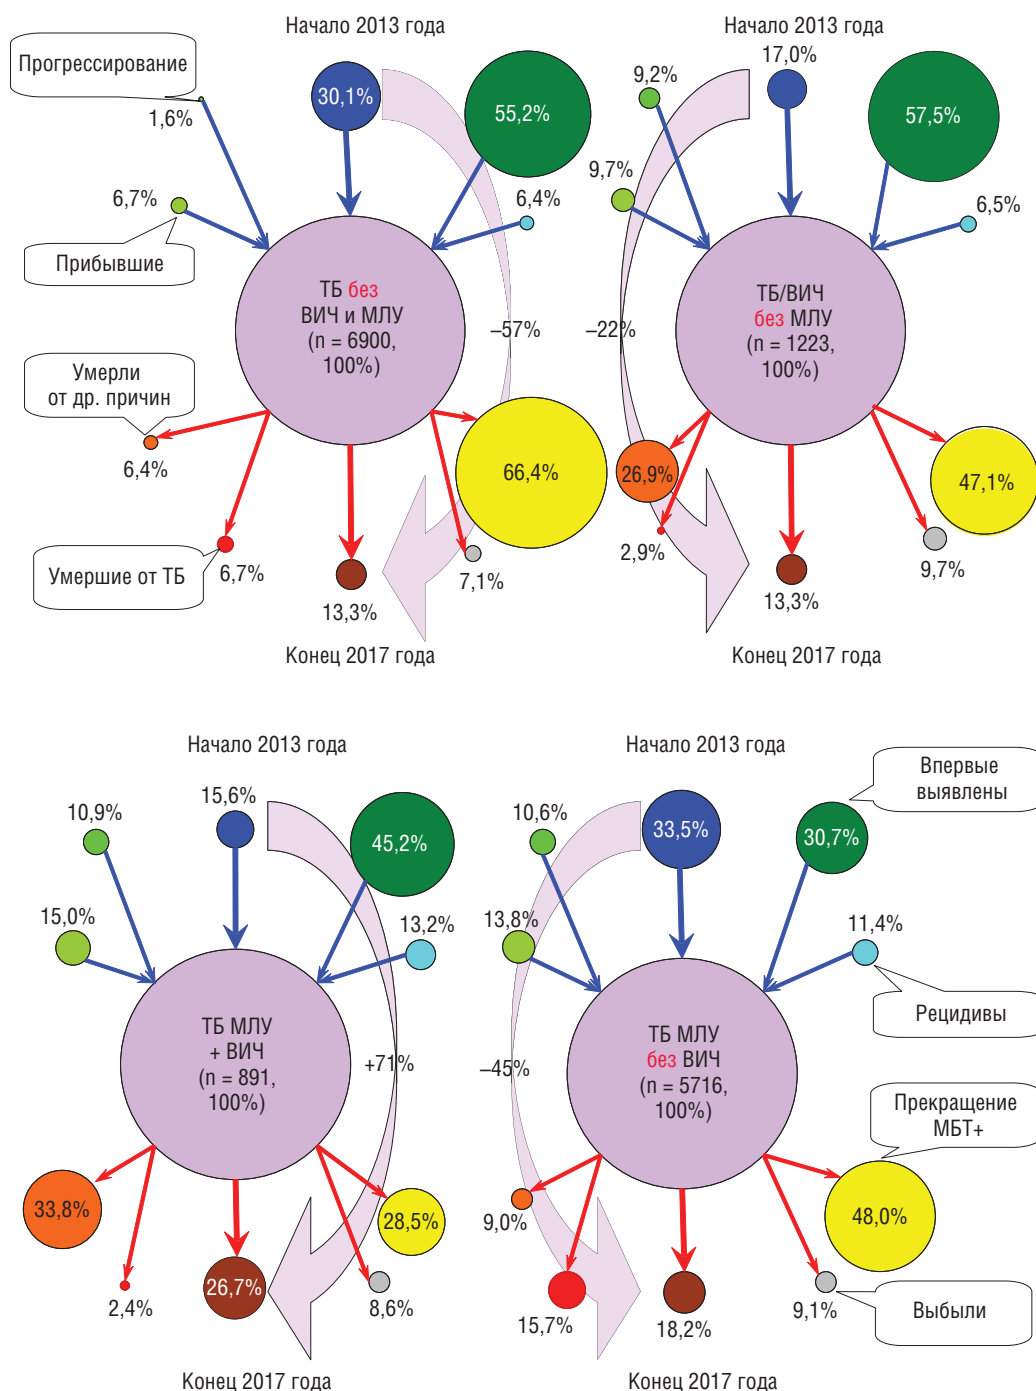 Начало 2013 года
Начало 2013 года
Прогрессирование
1,6%
30,1%
55,2%
6,7%
6,4%
Прибывшие
ТБ без
ВИЧ и МЛУ
(n = 6900,
100%)
–57%
Умерли
от др. причин
6,4%
66,4%
Умершие от ТБ
6,7%
13,3%
7,1%
Конец 2017 года
17,0%
9,2%
57,5%
9,7%
6,5%
ТБ/ВИЧ
без МЛУ
(n = 1223,
100%)
–22%
26,9%
47,1%
2,9%
13,3%
9,7%
Конец 2017 года
Начало 2013 года
15,6%
10,9%
45,2%
15,0%
13,2%
ТБ МЛУ
+ ВИЧ
(n = 891,
100%)
+71%
33,8%
28,5%
2,4%
26,7%
8,6%
Конец 2017 года
Начало 2013 года
Впервые
выявлены
10,6%
33,5%
30,7%
13,8%
11,4%
Рецидивы
ТБ МЛУ
без ВИЧ
(n = 5716,
100%)
–45%
Прекращение
МБТ+
9,0%
48,0%
15,7%
18,2%
9,1%
Выбыли
Конец 2017 года